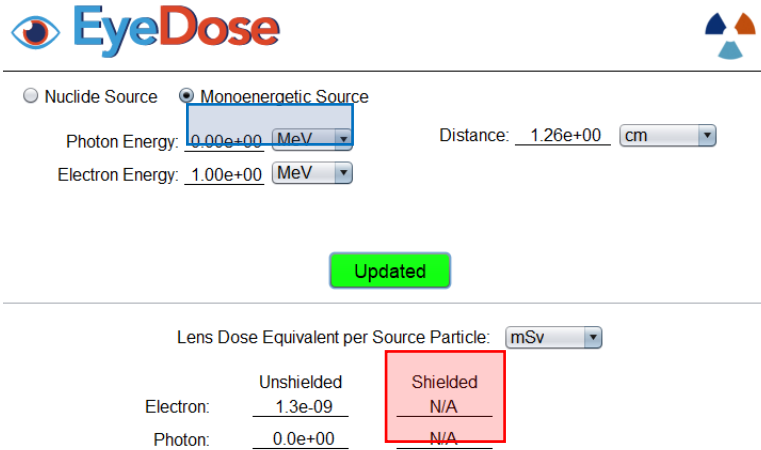 EyeDose
Nuclide Source Monoenergetic Source
Photon Energy: 0.00e+00 MeV Distance: 1.26e+00 cm
Electron Energy: 1.00e+00 MeV
Updated
Lens Dose Equivalent per Source Particle: mSv
Unshielded Shielded
Electron: 1.3e-09 N/A
Photon: 0.0e+00 N/A